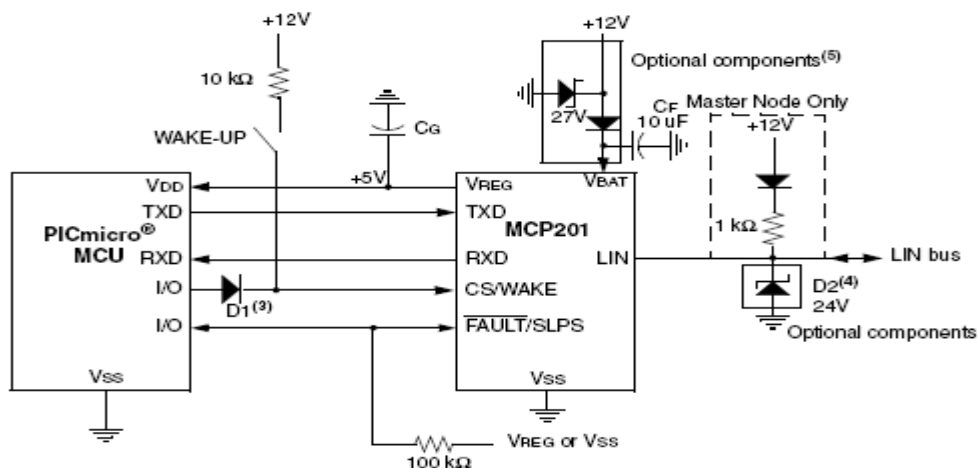 +12V
+12V
Optional components(5)
10 kΩ
27V
CF
10 uF
Master Node Only
+12V
WAKE-UP
CG
VBAT
+5V
VDD
VREG
TXD
TXD
PICmicro®
MCU
MCP201
1 kΩ
RXD
RXD
LIN
LIN bus
I/O
D1(3)
CS/WAKE
D2(4)
24V
I/O
FAULT/SLPS
Optional components
VSS
VSS
VREG or VSS
100 kΩ